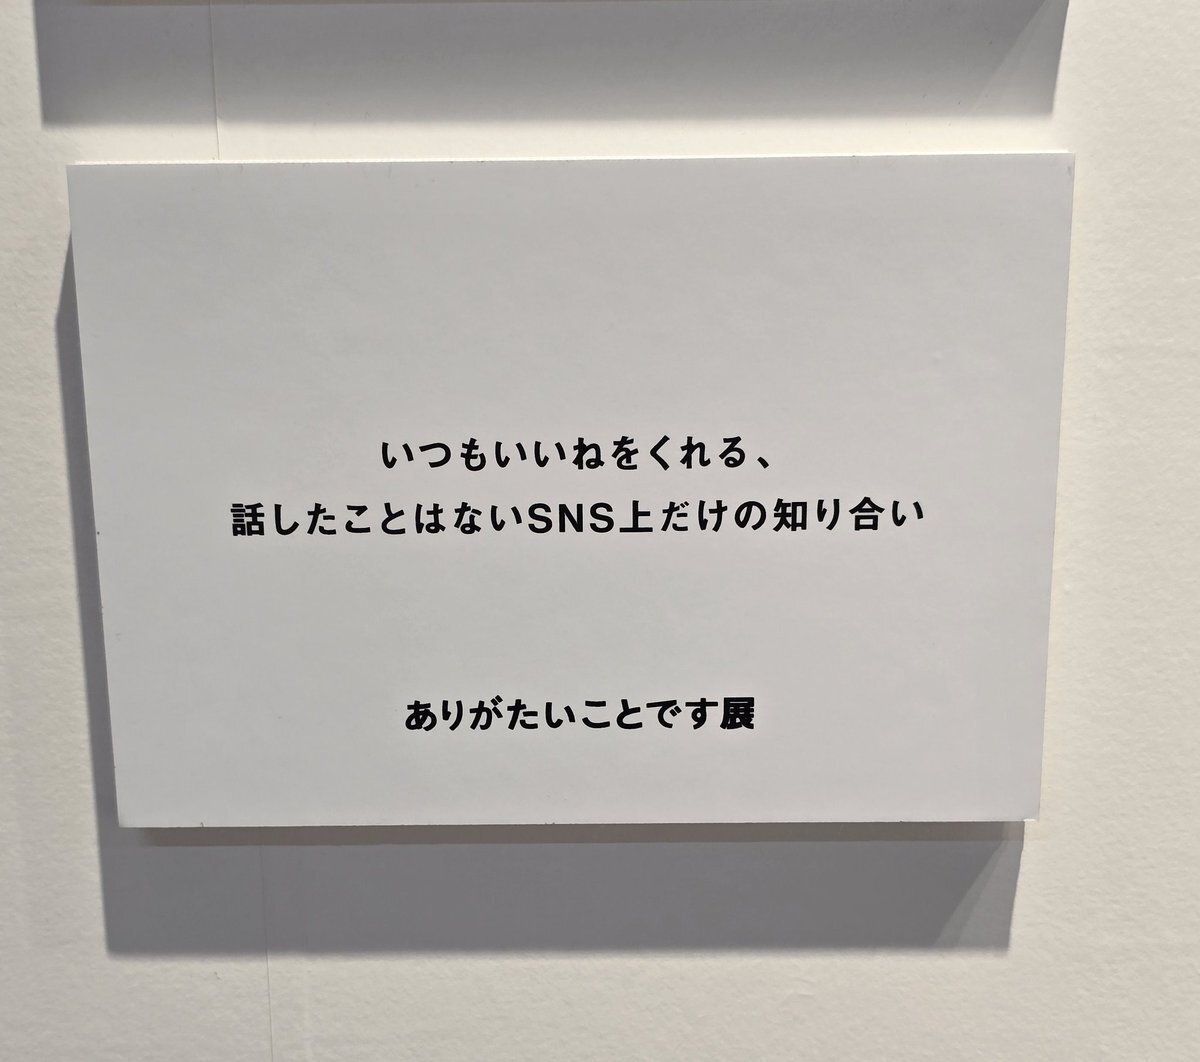 いつもいいねをくれる、
話したことはないSNS上だけの知り合い
ありがたいことです展